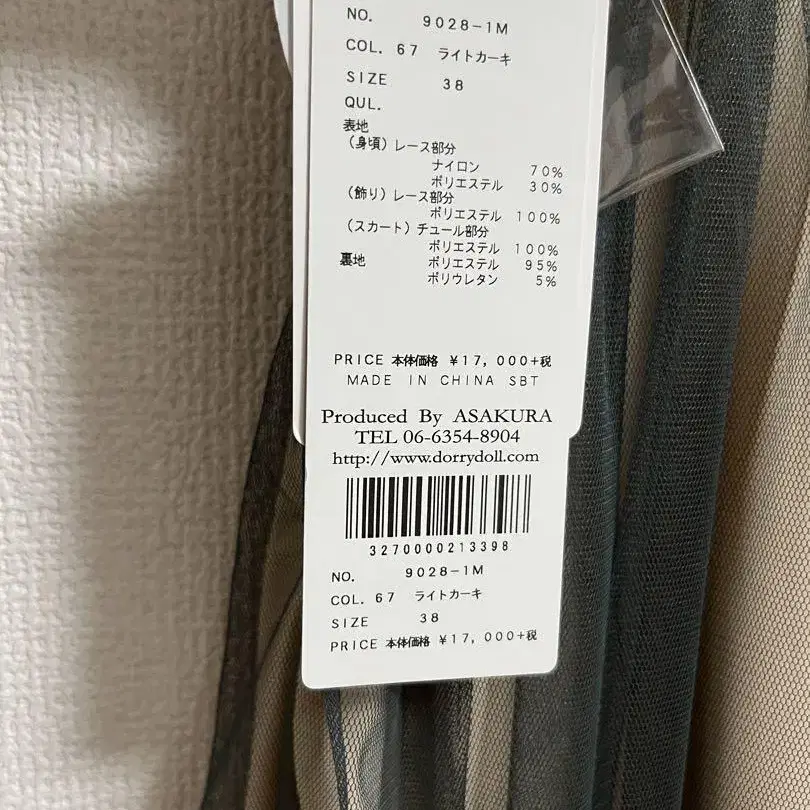 NO. 9028-1M
COL. 67 ライトカーキ
SIZE 38
QUL.
表地
(身頃) レース部分
ナイロン 70%
ポリエステル 30%
(飾り) レース部分
ポリエステル 100%
(スカート) チュール部分
ポリエステル 100%
裏地 ポリエステル 95%
ポリウレタン 5%
PRICE 本体価格 ¥17,000+税
MADE IN CHINA SBT
Produced By ASAKURA
TEL 06-6354-8904
http://www.dorrydoll.com
3270000213398
NO. 9028-1M
COL. 67 ライトカーキ
SIZE 38
PRICE 本体価格 ¥17,000+税